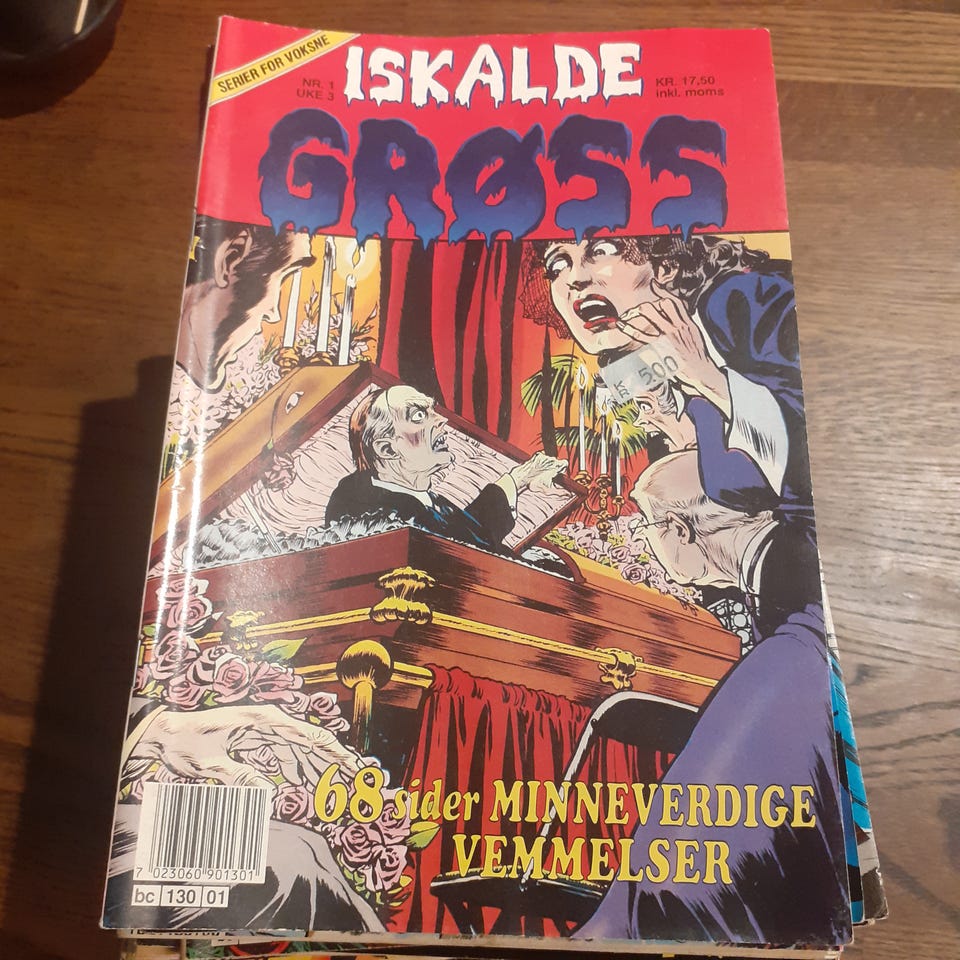 SERIER FOR VOKSNE
NR. 1
UKE 3
ISKALDE
KR. 17,50
inkl. moms
GRØSS
KR 500
68 sider MINNEVERDIGE
VEMMELSER
7 023060 901301
bc 130 01